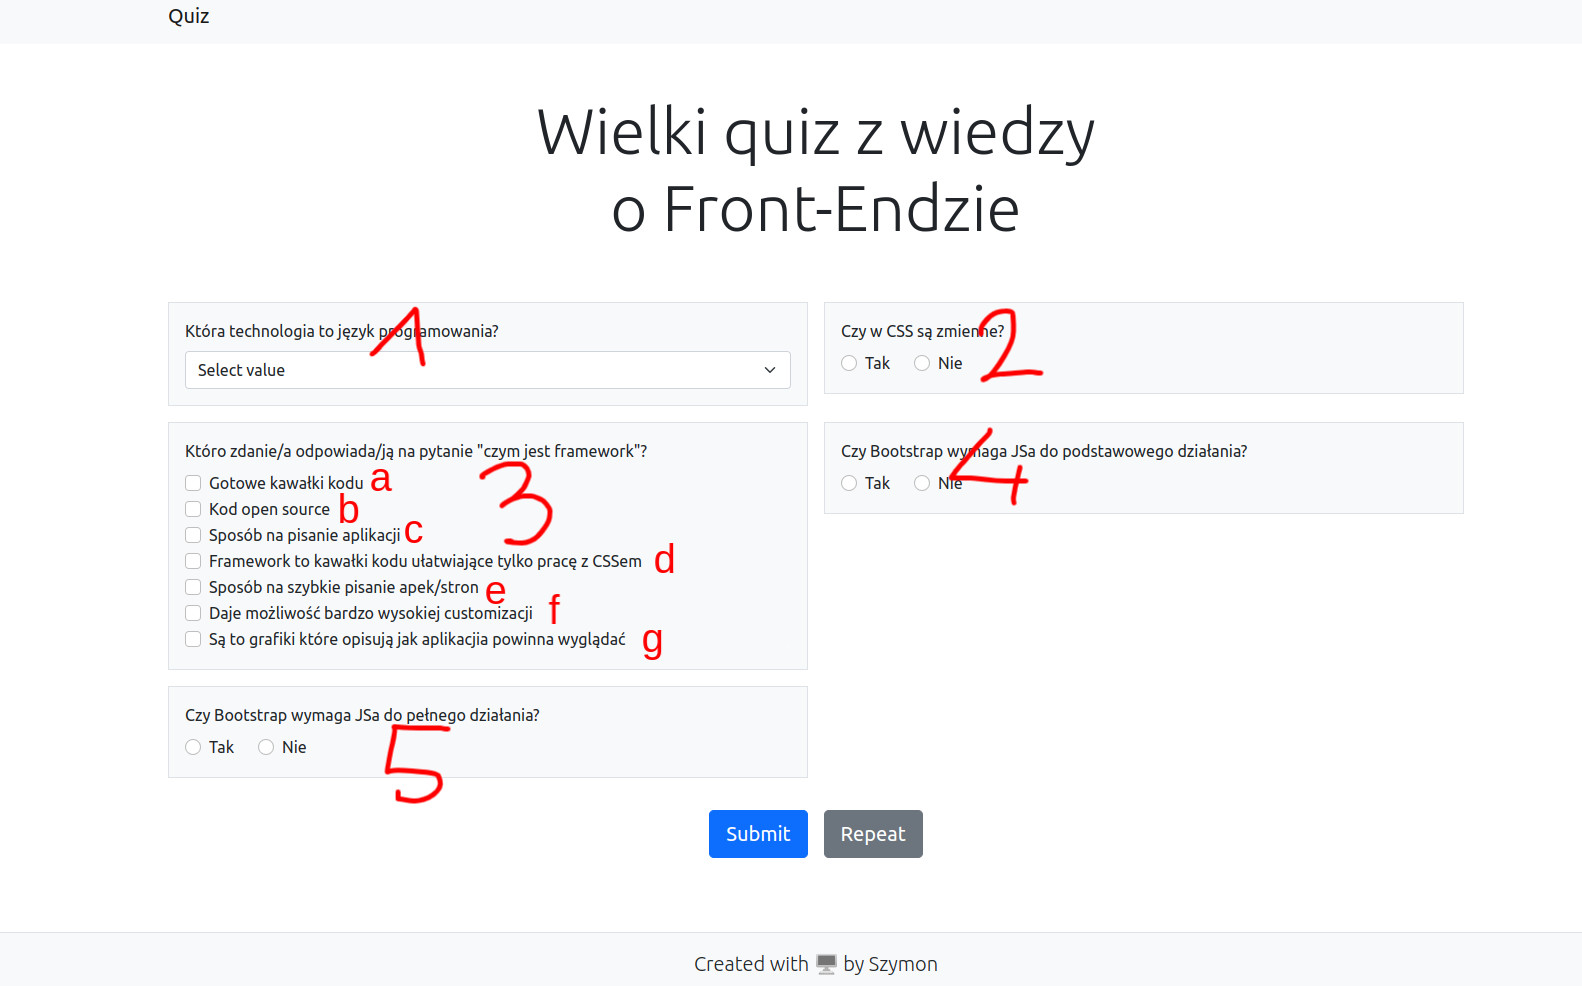 Quiz
Wielki quiz z wiedzy
o Front-Endzie
Która technologia to język programowania?
1
Select value
Czy w CSS są zmienne?
2
Tak Nie
Któro zdanie/a odpowiada/ją na pytanie "czym jest framework"?
3
Gotowe kawałki kodu a
Kod open source b
Sposób na pisanie aplikacji c
Framework to kawałki kodu ułatwiające tylko pracę z CSSem d
Sposób na szybkie pisanie apek/stron e
Daje możliwość bardzo wysokiej customizacji f
Są to grafiki które opisują jak aplikacjia powinna wyglądać g
Czy Bootstrap wymaga JSa do podstawowego działania?
4
Tak Nie
Czy Bootstrap wymaga JSa do pełnego działania?
5
Tak Nie
Submit Repeat
Created with 🖥️ by Szymon